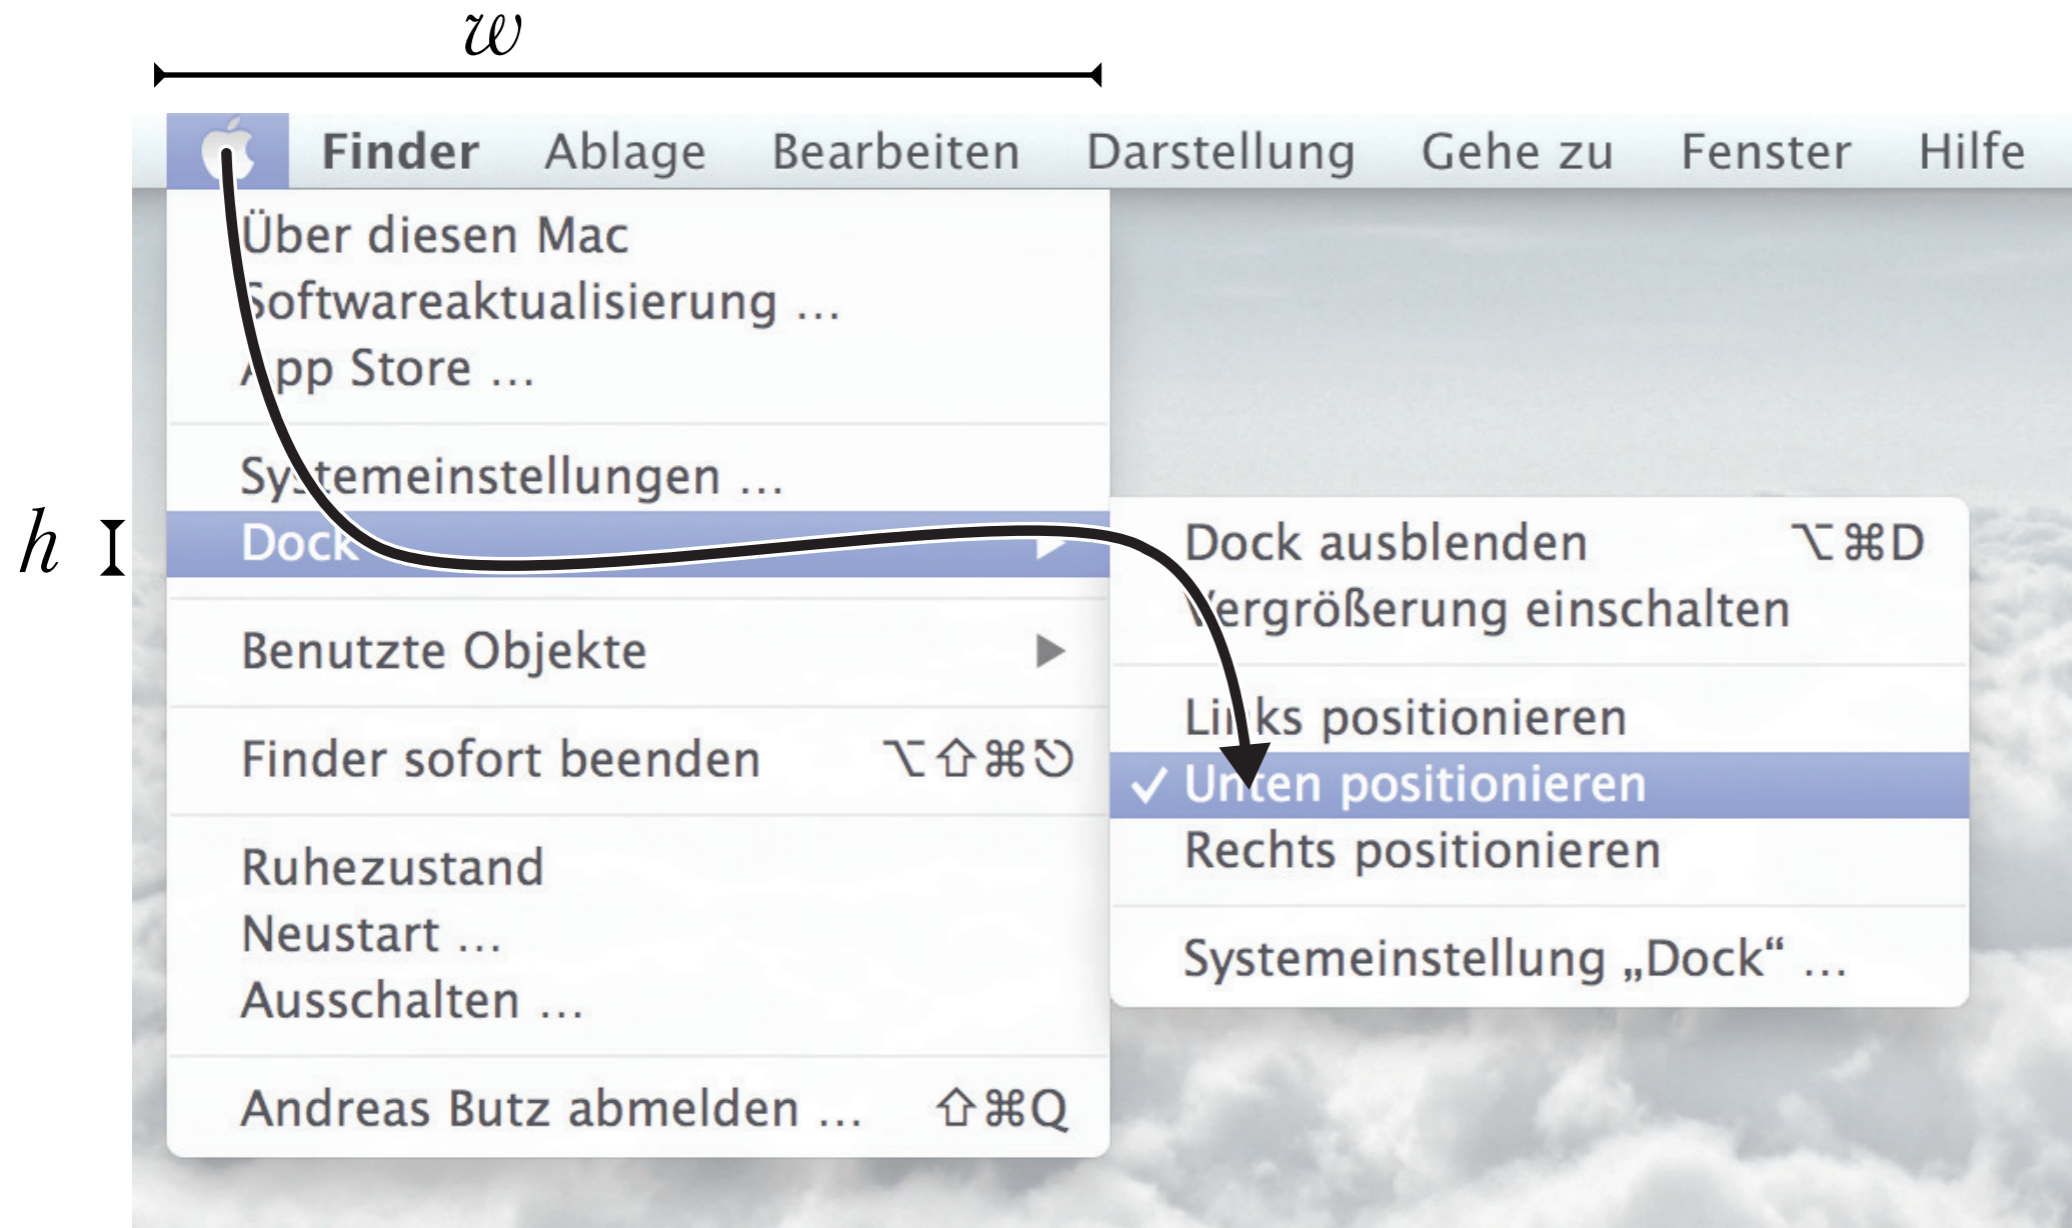 w
Finder Ablage Bearbeiten Darstellung Gehe zu Fenster Hilfe
Über diesen Mac
Softwareaktualisierung ...
App Store ...
Systemeinstellungen ...
h
Dock
Benutzte Objekte
Finder sofort beenden ⌥⇧⌘⎋
Ruhezustand
Neustart ...
Ausschalten ...
Andreas Butz abmelden ... ⇧⌘Q
Dock ausblenden ⌥⌘D
Vergrößerung einschalten
Links positionieren
✓ Unten positionieren
Rechts positionieren
Systemeinstellung „Dock“ ...